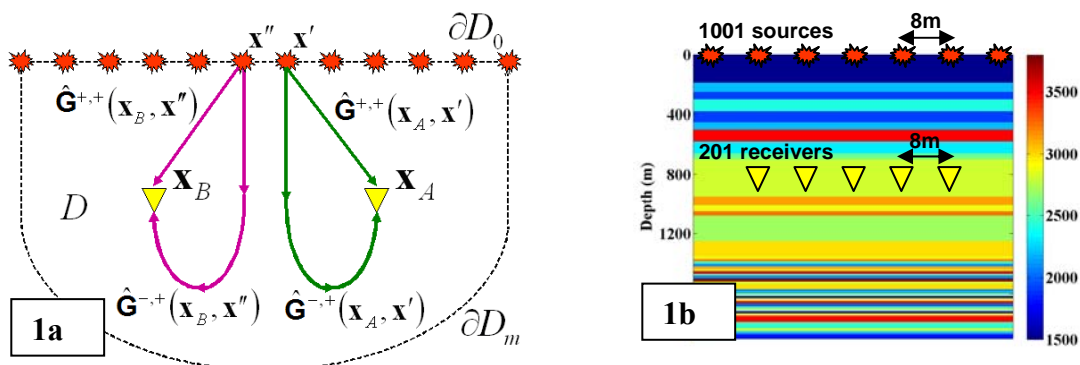 x″ x′ ∂D₀
Ĝ⁺,⁺(x_B, x″) Ĝ⁺,⁺(x_A, x′)
x_B x_A
D
Ĝ⁻,⁺(x_B, x″) Ĝ⁻,⁺(x_A, x′)
1a ∂D_m
1001 sources 8m
0
400
201 receivers 8m
800
1200
Depth (m)
1b
3500
3000
2500
2000
1500